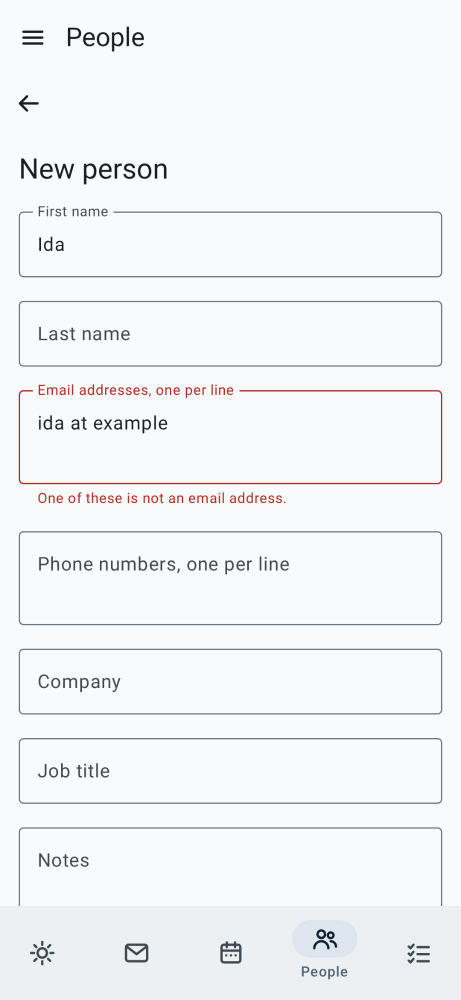 People
New person
First name
Ida
Last name
Email addresses, one per line
ida at example
One of these is not an email address.
Phone numbers, one per line
Company
Job title
Notes
People